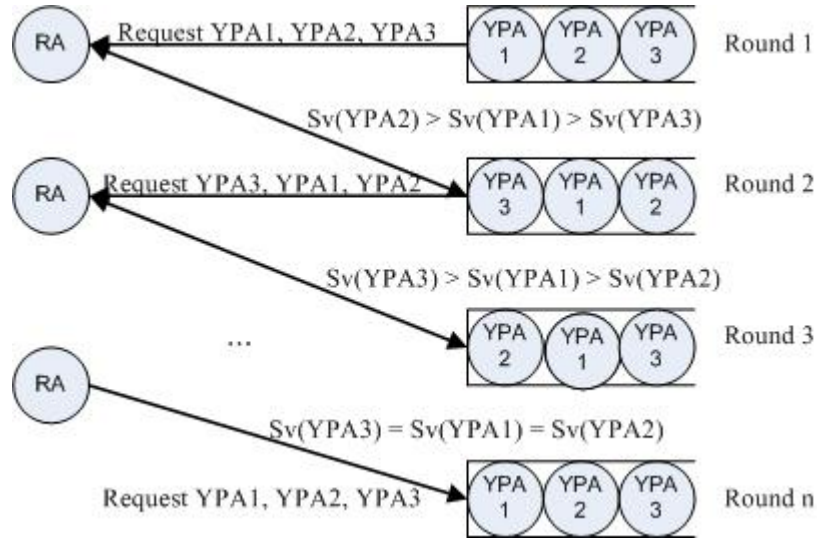 RA
Request YPA1, YPA2, YPA3
YPA 1
YPA 2
YPA 3
Round 1
Sv(YPA2) > Sv(YPA1) > Sv(YPA3)
RA
Request YPA3, YPA1, YPA2
YPA 3
YPA 1
YPA 2
Round 2
Sv(YPA3) > Sv(YPA1) > Sv(YPA2)
...
YPA 2
YPA 1
YPA 3
Round 3
RA
Sv(YPA3) = Sv(YPA1) = Sv(YPA2)
Request YPA1, YPA2, YPA3
YPA 1
YPA 2
YPA 3
Round n